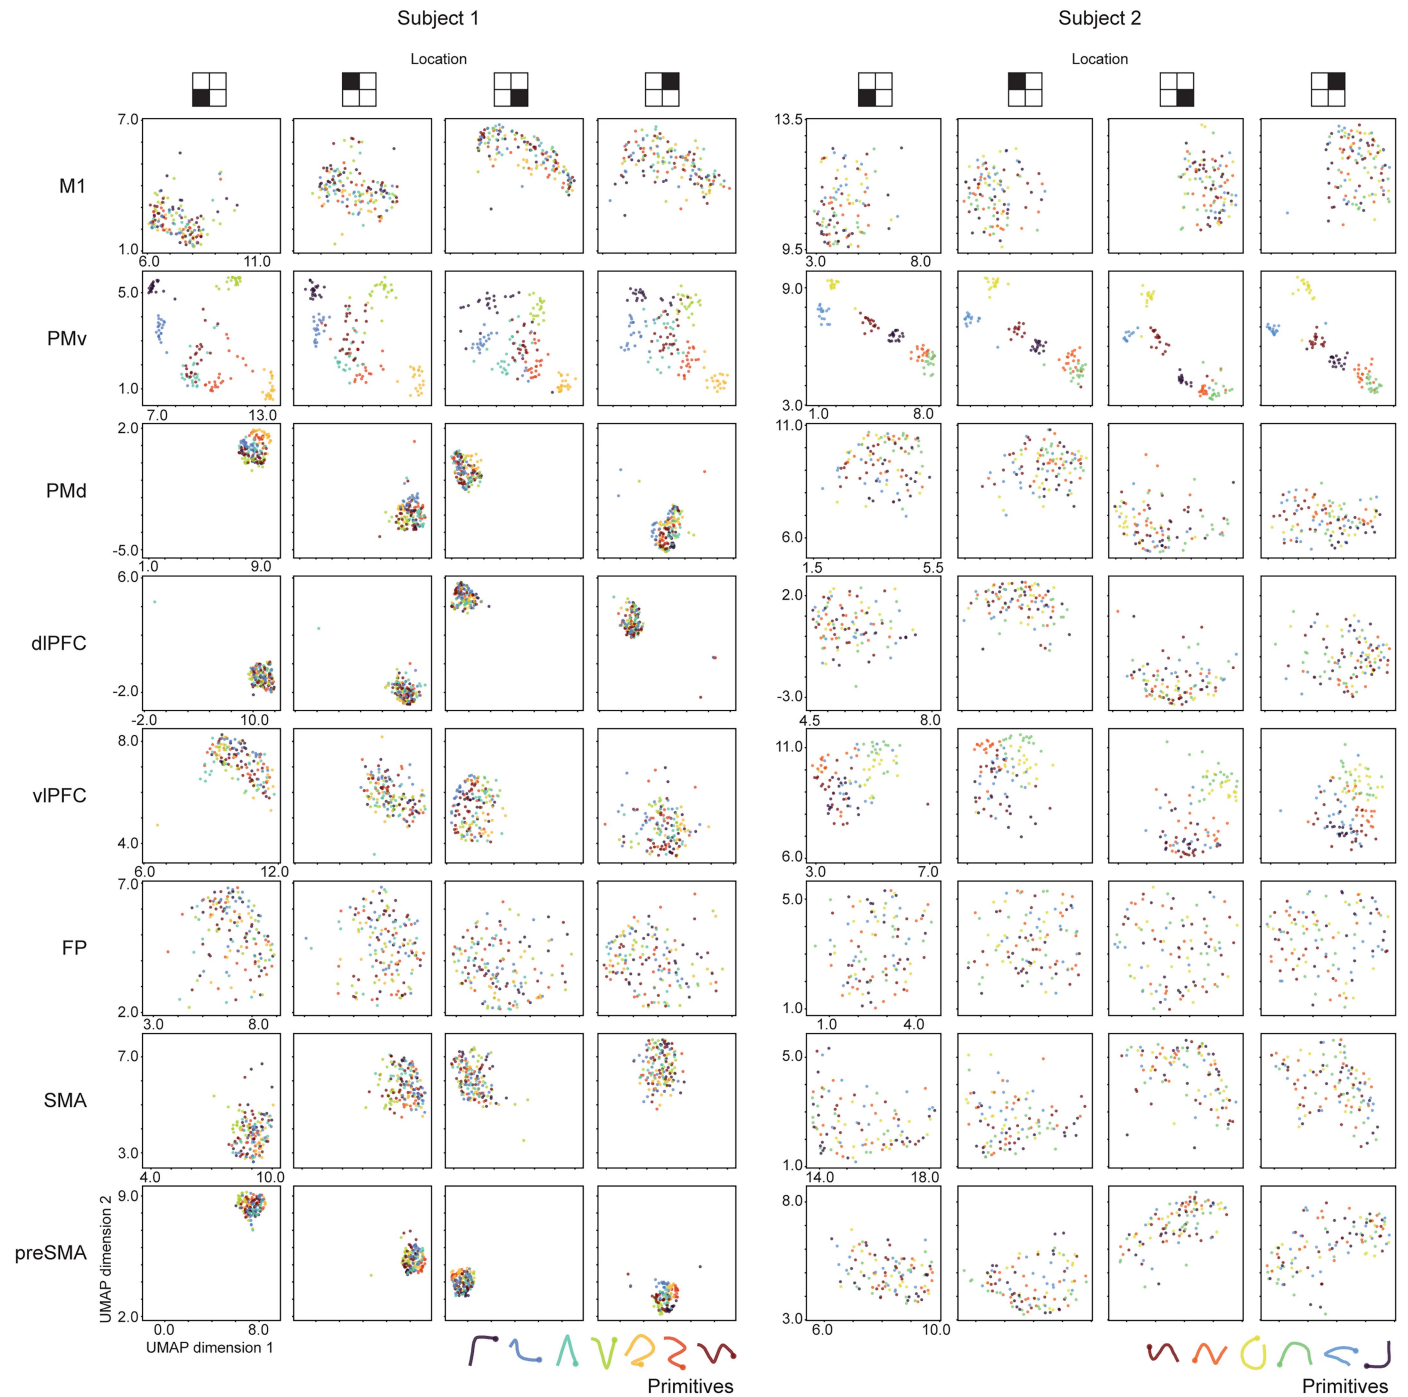 Subject 1 Subject 2
Location Location
M1 7.0 1.0 13.5 9.5
6.0 11.0 3.0 8.0
PMv 5.0 1.0 9.0 3.0
7.0 13.0 1.0 8.0
PMd 2.0 -5.0 11.0 6.0
1.0 9.0 1.5 5.5
dlPFC 6.0 -2.0 2.0 -3.0
-2.0 10.0 4.5 8.0
vlPFC 8.0 4.0 11.0 6.0
6.0 12.0 3.0 7.0
FP 7.0 2.0 5.0 1.0
3.0 8.0 1.0 4.0
SMA 7.0 3.0 5.0 1.0
4.0 10.0 14.0 18.0
preSMA 9.0 2.0 8.0 3.0
UMAP dimension 2
0.0 8.0 6.0 10.0
UMAP dimension 1
Primitives Primitives